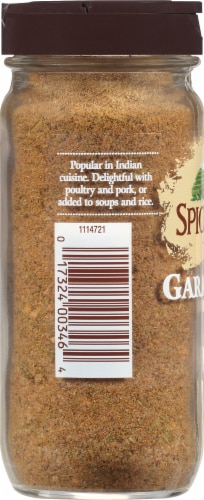 Popular in Indian
cuisine. Delightful with
poultry and pork, or
added to soups and rice.
1114721
0 17324 00346 4
SPIC
GAR